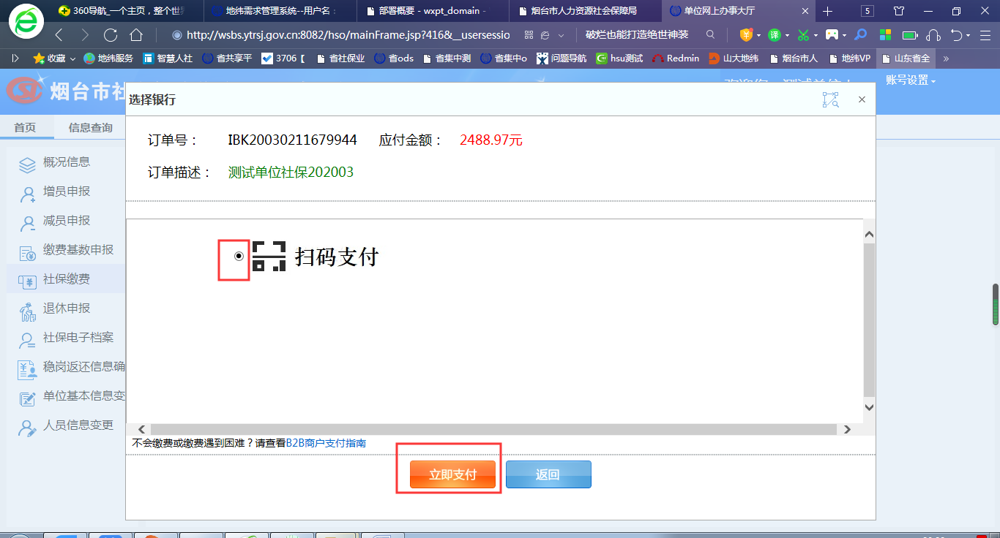 360导航_一个主页，整个世界
地纬需求管理系统--用户名：
部署概要 - wxpt_domain -
烟台市人力资源社会保障局
单位网上办事大厅
5
http://wsbs.ytrsj.gov.cn:8082/hso/mainFrame.jsp?416&__usersessio
破烂也能打造绝世神装
译
收藏
地纬服务
智慧人社
省共享平
3706【
省社保业
省ods
省集中测
省集中o
问题导航
hsu测试
Redmin
山大地纬
烟台市人
地纬VP
山东省全
»
烟台市社
账号设置
首页
信息查询
概况信息
增员申报
减员申报
缴费基数申报
社保缴费
退休申报
社保电子档案
稳岗返还信息确
单位基本信息变
人员信息变更
选择银行
订单号： IBK20030211679944 应付金额： 2488.97元
订单描述： 测试单位社保202003
扫码支付
不会缴费或缴费遇到困难？请查看B2B商户支付指南
立即支付
返回